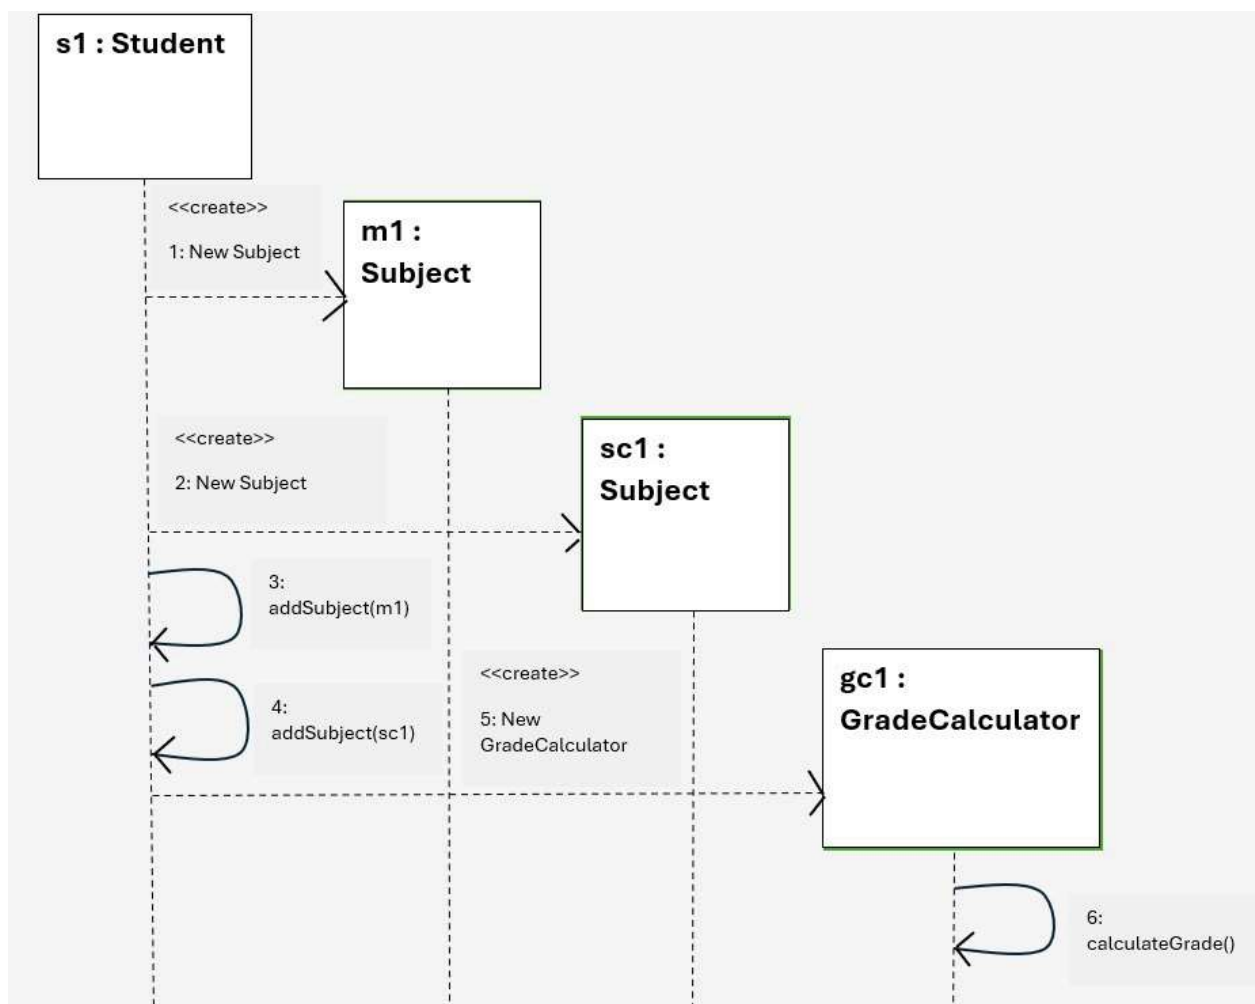 s1 : Student
<<create>>
1: New Subject
m1 :
Subject
<<create>>
2: New Subject
sc1 :
Subject
3:
addSubject(m1)
4:
addSubject(sc1)
<<create>>
5: New
GradeCalculator
gc1 :
GradeCalculator
6:
calculateGrade()